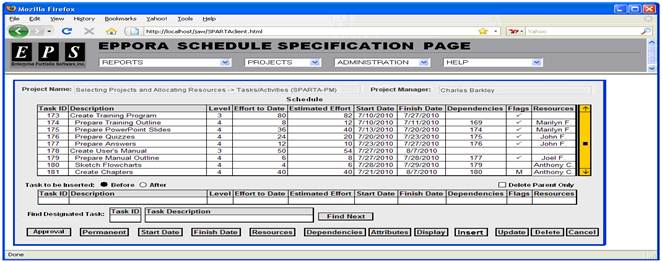 Mozilla Firefox
File Edit View History Bookmarks Yahoo! Tools Help
http://localhost/jaw/SPARTAclient.html Yahoo
EPS EPPORA SCHEDULE SPECIFICATION PAGE
Enterprise Portfolio Software, Inc. REPORTS PROJECTS ADMINISTRATION HELP
Project Name: Selecting Projects and Allocating Resources -> Tasks/Activities (SPARTA-PM) Project Manager: Charles Barkley
Schedule
Task ID Description Level Effort to Date Estimated Effort Start Date Finish Date Dependencies Flags Resources
173 Create Training Program 3 80 82 7/10/2010 7/27/2010 ✓
174 Prepare Training Outline 4 8 12 7/10/2010 7/11/2010 169 ✓ Marilyn F.
175 Prepare PowerPoint Slides 4 36 40 7/13/2010 7/20/2010 174 ✓ Marilyn F.
176 Prepare Quizzes 4 24 20 7/20/2010 7/23/2010 175 ✓ John F.
177 Prepare Answers 4 12 10 7/23/2010 7/27/2010 176 ✓ John F.
178 Create User's Manual 3 50 54 7/27/2010 8/7/2010
179 Prepare Manual Outline 4 6 8 7/27/2010 7/28/2010 177 ✓ Joel F.
180 Sketch Flowcharts 4 4 6 7/28/2010 7/29/2010 179 Anthony C.
181 Create Chapters 4 40 40 7/21/2010 8/7/2010 180 M Anthony C.
Task to be Inserted: Before After Delete Parent Only
Task ID Description Level Effort to Date Estimated Effort Start Date Finish Date Dependencies Flags Resources
Find Designated Task: Task ID Task Description Find Next
Approval Permanent Start Date Finish Date Resources Dependencies Attributes Display Insert Update Delete Cancel
Done